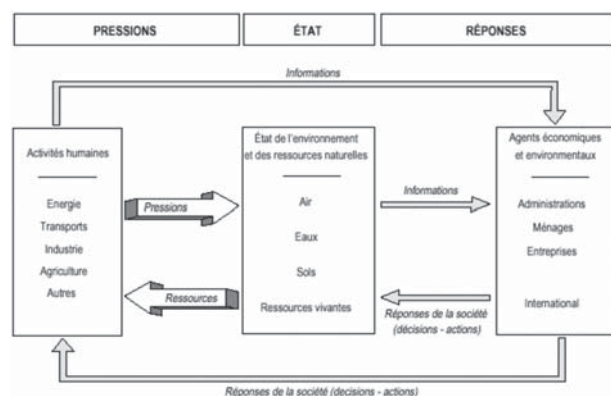 PRESSIONS
ÉTAT
RÉPONSES
Informations
Activités humaines
Energie
Transports
Industrie
Agriculture
Autres
Pressions
Ressources
État de l'environnement
et des ressources naturelles
Air
Eaux
Sols
Ressources vivantes
Informations
Réponses de la société
(décisions - actions)
Agents économiques
et environmentaux
Administrations
Ménages
Entreprises
International
Réponses de la société (decisions - actions)